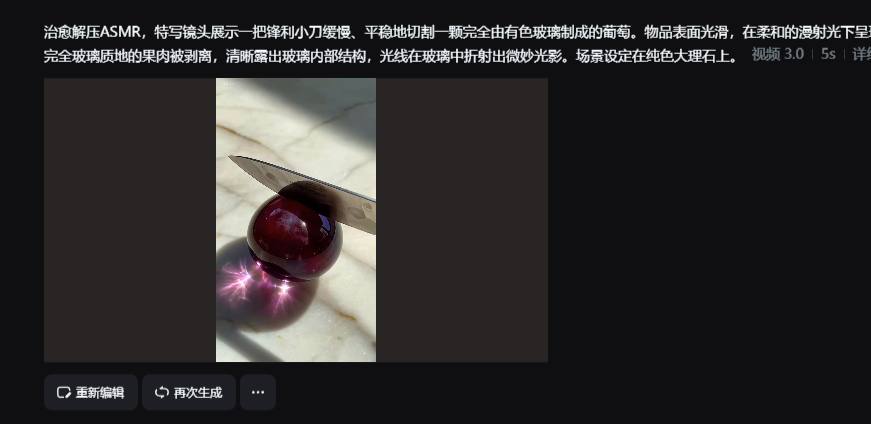 治愈解压ASMR，特写镜头展示一把锋利小刀缓慢、平稳地切割一颗完全由有色玻璃制成的葡萄。物品表面光滑，在柔和的漫射光下呈
完全玻璃质地的果肉被剥离，清晰露出玻璃内部结构，光线在玻璃中折射出微妙光影。场景设定在纯色大理石上。 视频 3.0 | 5s | 详
重新编辑 再次生成 ···